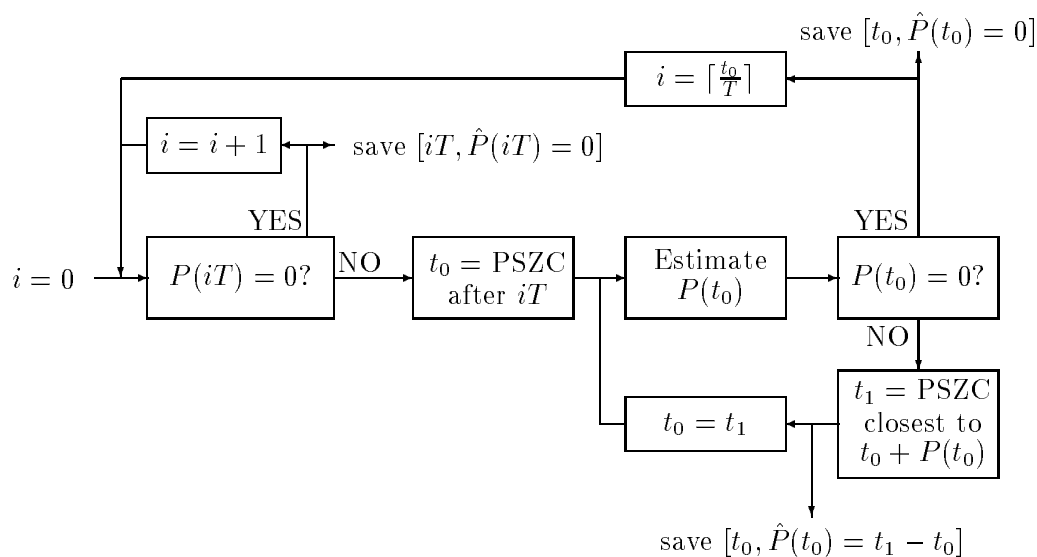 save [t₀, P̂(t₀) = 0]
i = ⌈t₀/T⌉
i = i + 1
save [iT, P̂(iT) = 0]
YES
YES
i = 0
P(iT) = 0?
NO
t₀ = PSZC
after iT
Estimate
P(t₀)
P(t₀) = 0?
NO
t₁ = PSZC
closest to
t₀ + P(t₀)
t₀ = t₁
save [t₀, P̂(t₀) = t₁ − t₀]